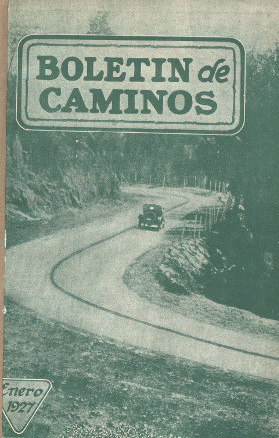 BOLETIN de
CAMINOS
Enero
1927